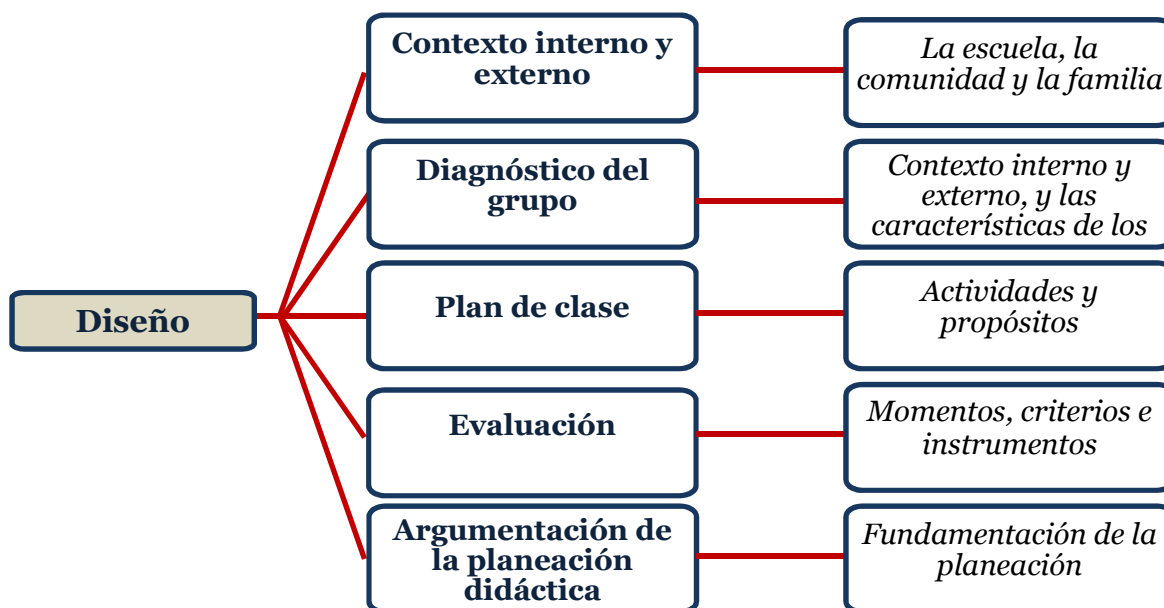 Contexto interno y
externo
La escuela, la
comunidad y la familia
Diagnóstico del
grupo
Contexto interno y
externo, y las
características de los
Diseño
Plan de clase
Actividades y
propósitos
Evaluación
Momentos, criterios e
instrumentos
Argumentación de
la planeación
didáctica
Fundamentación de la
planeación